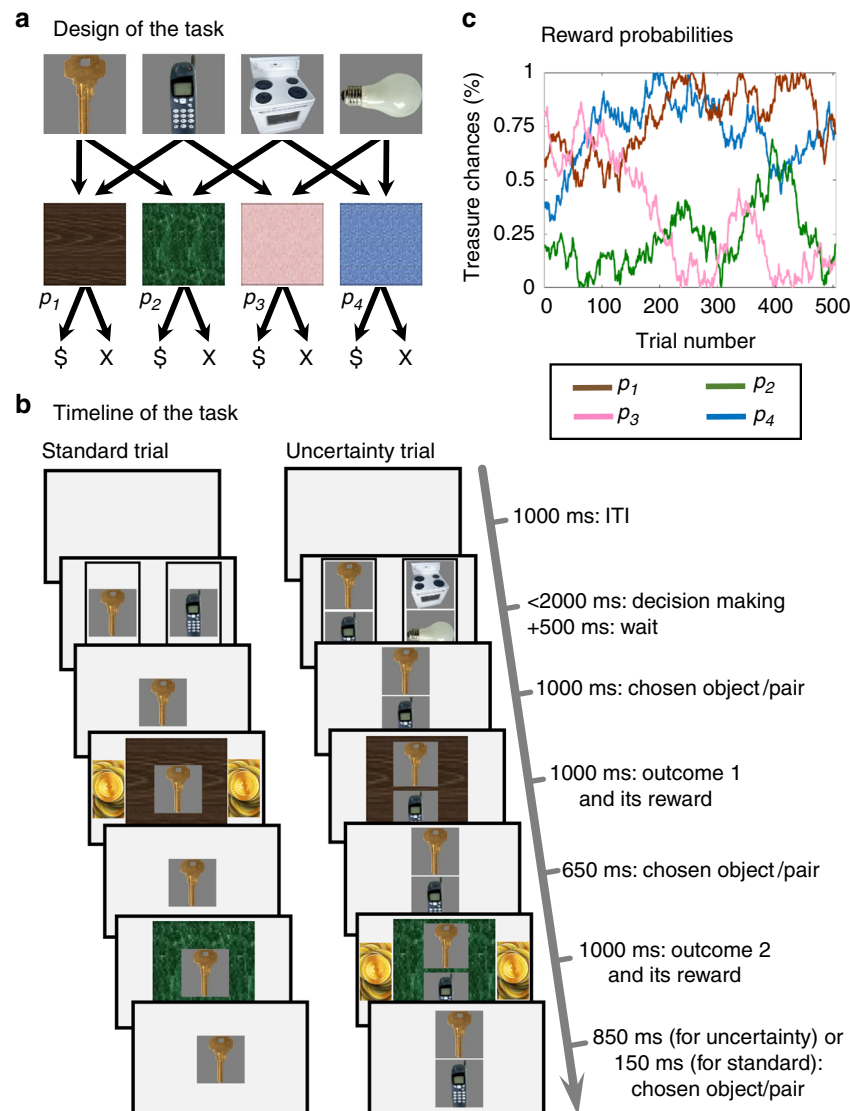 a Design of the task
p1 p2 p3 p4
$ X $ X $ X $ X
c Reward probabilities
Treasure chances (%)
1
0.75
0.5
0.25
0
0 100 200 300 400 500
Trial number
p1 p2
p3 p4
b Timeline of the task
Standard trial Uncertainty trial
1000 ms: ITI
<2000 ms: decision making
+500 ms: wait
1000 ms: chosen object/pair
1000 ms: outcome 1
and its reward
650 ms: chosen object/pair
1000 ms: outcome 2
and its reward
850 ms (for uncertainty) or
150 ms (for standard):
chosen object/pair